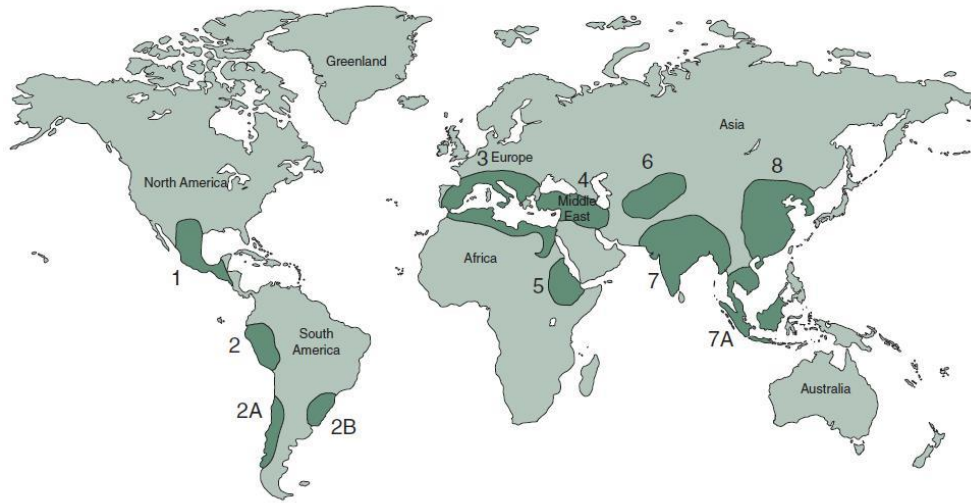 Greenland
Asia
3 Europe
6
8
North America
4
Middle
East
Africa
1
5
7
2
South
America
7A
Australia
2A
2B